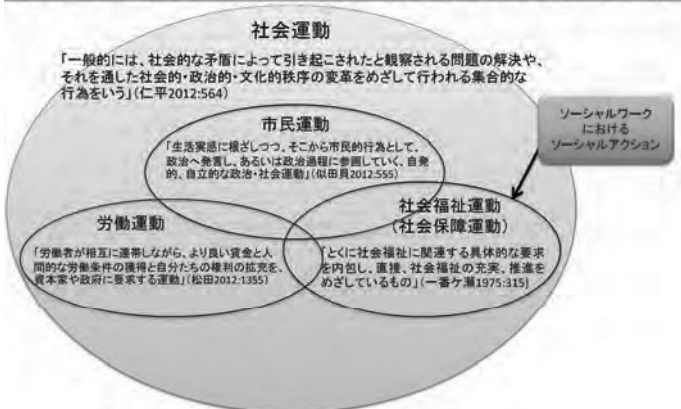 社会運動
「一般的には、社会的な矛盾によって引き起こされたと観察される問題の解決や、
それを通した社会的・政治的・文化的秩序の変革をめざして行われる集合的な
行為をいう」(仁平2012:564)
市民運動
「生活実感に根ざしつつ、そこから市民的行為として、
政治へ発言し、あるいは政治過程に参画していく、自発
的、自立的な政治・社会運動」(似田貝2012:555)
ソーシャルワーク
における
ソーシャルアクション
労働運動
「労働者が相互に連帯しながら、より良い賃金と人
間的な労働条件の獲得と自分たちの権利の拡充を、
資本家や政府に要求する運動」(松田2012:1355)
社会福祉運動
(社会保障運動)
「とくに社会福祉に関連する具体的な要求
を内包し、直接、社会福祉の充実、推進を
めざしているもの」(一番ケ瀬1975:315)